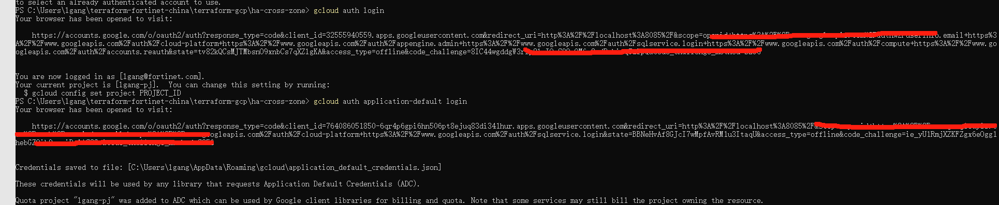 to select an already authenticated account to use.
PS C:\Users\lgang\terraform-fortinet-china\terraform-gcp\ha-cross-zone> gcloud auth login
Your browser has been opened to visit:
https://accounts.google.com/o/oauth2/auth?response_type=code&client_id=32555940559.apps.googleusercontent.com&redirect_uri=http%3A%2F%2Flocalhost%3A8085%2F&scope=
.email+https%3
A%2F%2Fwww.googleapis.com%2Fauth%2Fcloud-platform+https%3A%2F%2Fwww.googleapis.com%2Fauth%2Fappengine.admin+https%3A%2F%2Fwww.googleapis.com%2Fauth%2Fsqlservice.login+https%3A%2F%2Fwww.googleapis.com%2Fauth%2Fcompute+https%3A%2F%2Fwww.go
ogleapis.com%2Fauth%2Faccounts.reauth&state=tv82kQCsMJTMbsnO9xnbCs7qXZ1gKA&access_type=offline&code_challenge=8IC44wgddgW3r
You are now logged in as [lgang@fortinet.com].
Your current project is [lgang-pj].  You can change this setting by running:
$ gcloud config set project PROJECT_ID
PS C:\Users\lgang\terraform-fortinet-china\terraform-gcp\ha-cross-zone> gcloud auth application-default login
Your browser has been opened to visit:
https://accounts.google.com/o/oauth2/auth?response_type=code&client_id=764086051850-6qr4p6gpi6hn506pt8ejuq83di341hur.apps.googleusercontent.com&redirect_uri=http%3A%2F%2Flocalhost%3A8085%2F
ogleapis.com%2Fauth%2Fcloud-platform+https%3A%2F%2Fwww.googleapis.com%2Fauth%2Fsqlservice.login&state=BBNeHvAf8GJcI7wMpfAvRM1u3ItaqU&access_type=offline&code_challenge=ie_yU1RmjXZKFZgx6eOgg1
hebG
Credentials saved to file: [C:\Users\lgang\AppData\Roaming\gcloud\application_default_credentials.json]
These credentials will be used by any library that requests Application Default Credentials (ADC).
Quota project "lgang-pj" was added to ADC which can be used by Google client libraries for billing and quota. Note that some services may still bill the project owning the resource.